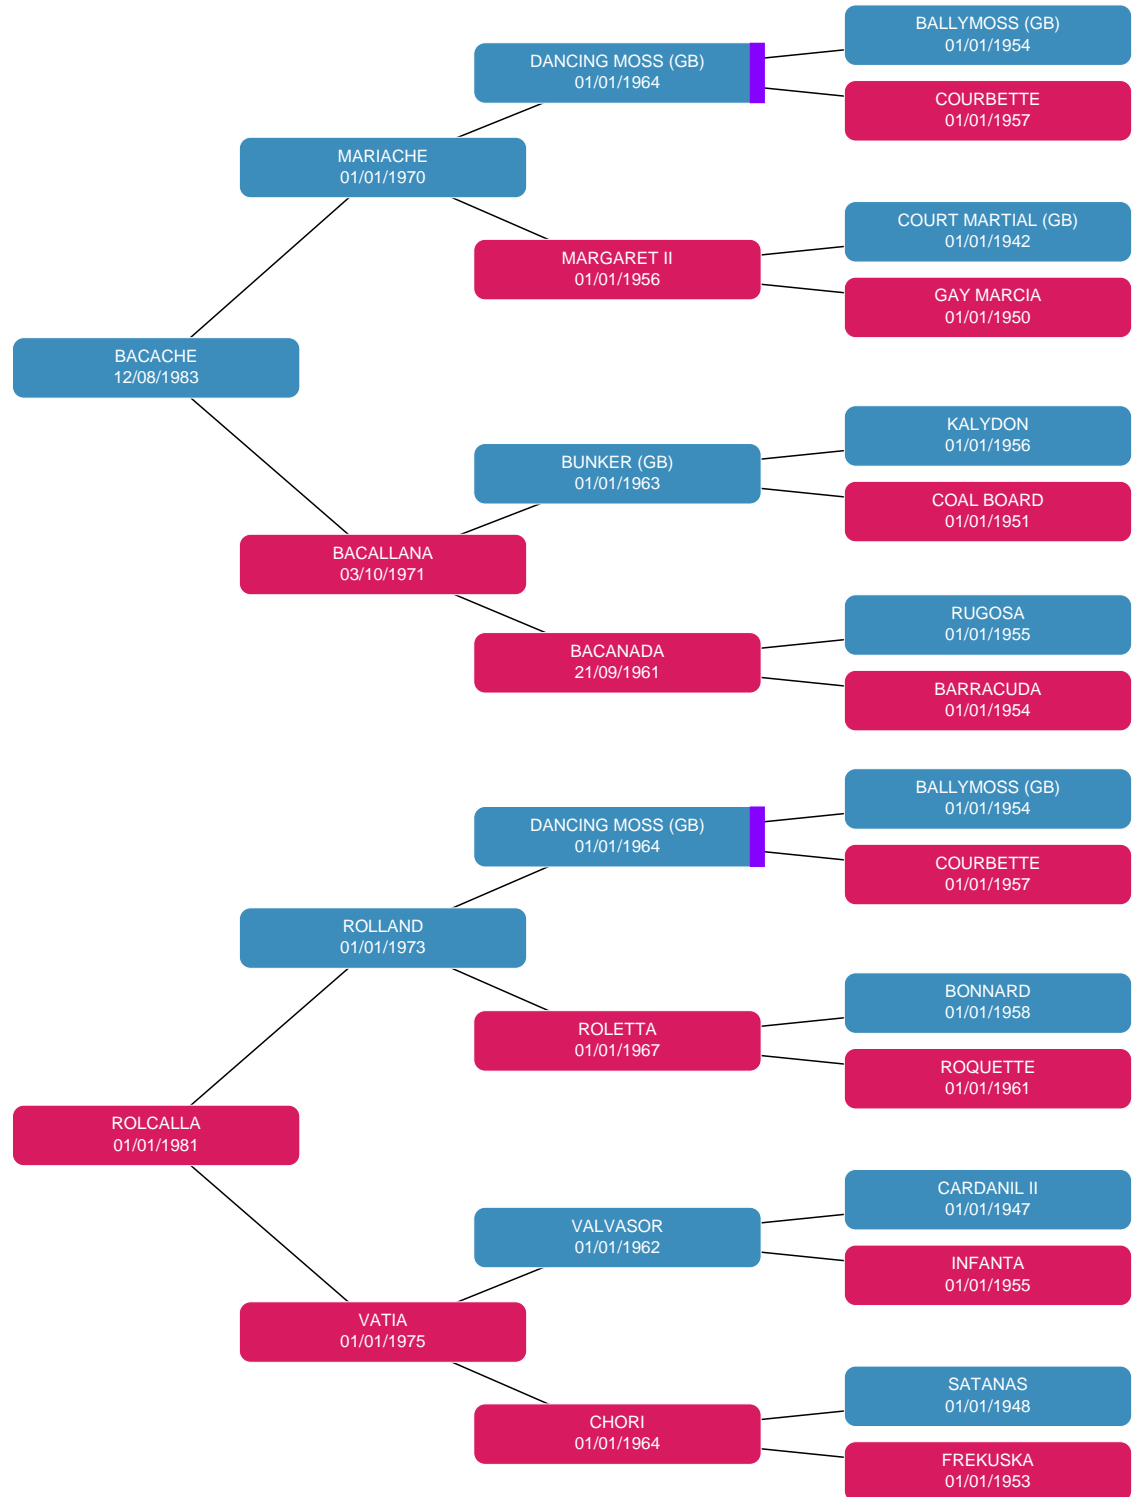 BALLYMOSS (GB)
01/01/1954
DANCING MOSS (GB)
01/01/1964
COURBETTE
01/01/1957
MARIACHE
01/01/1970
COURT MARTIAL (GB)
01/01/1942
MARGARET II
01/01/1956
GAY MARCIA
01/01/1950
BACACHE
12/08/1983
KALYDON
01/01/1956
BUNKER (GB)
01/01/1963
COAL BOARD
01/01/1951
BACALLANA
03/10/1971
RUGOSA
01/01/1955
BACANADA
21/09/1961
BARRACUDA
01/01/1954
BALLYMOSS (GB)
01/01/1954
DANCING MOSS (GB)
01/01/1964
COURBETTE
01/01/1957
ROLLAND
01/01/1973
BONNARD
01/01/1958
ROLETTA
01/01/1967
ROQUETTE
01/01/1961
ROLCALLA
01/01/1981
CARDANIL II
01/01/1947
VALVASOR
01/01/1962
INFANTA
01/01/1955
VATIA
01/01/1975
SATANAS
01/01/1948
CHORI
01/01/1964
FREKUSKA
01/01/1953